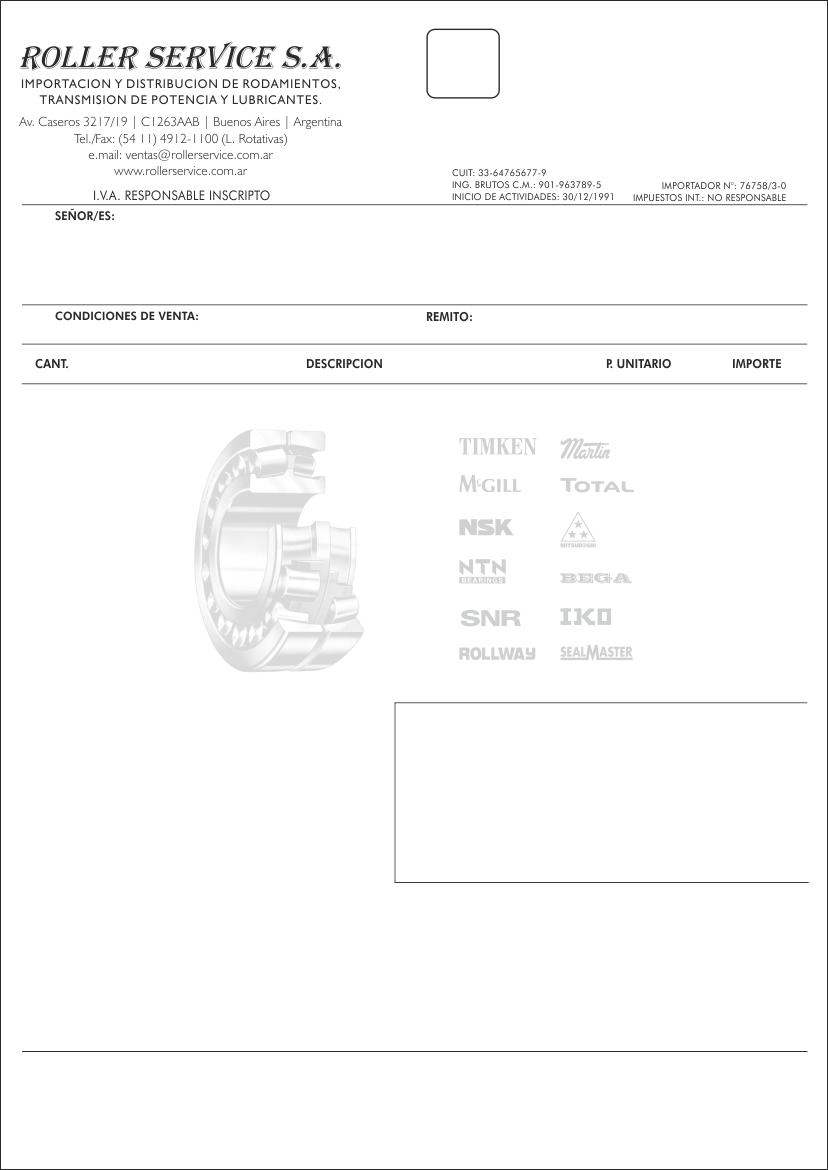 ROLLER SERVICE S.A.
IMPORTACION Y DISTRIBUCION DE RODAMIENTOS,
TRANSMISION DE POTENCIA Y LUBRICANTES.
Av. Caseros 3217/19 | C1263AAB | Buenos Aires | Argentina
Tel./Fax: (54 11) 4912-1100 (L. Rotativas)
e.mail: ventas@rollerservice.com.ar
www.rollerservice.com.ar
I.V.A. RESPONSABLE INSCRIPTO
CUIT: 33-64765677-9
ING. BRUTOS C.M.: 901-963789-5
INICIO DE ACTIVIDADES: 30/12/1991
IMPORTADOR N°: 76758/3-0
IMPUESTOS INT.: NO RESPONSABLE
SEÑOR/ES:
CONDICIONES DE VENTA: REMITO:
CANT. DESCRIPCION P. UNITARIO IMPORTE
TIMKEN Martin
McGILL TOTAL
NSK MITSUBOSHI
NTN
BEARINGS BEGA
SNR IKO
ROLLWAY SEALMASTER